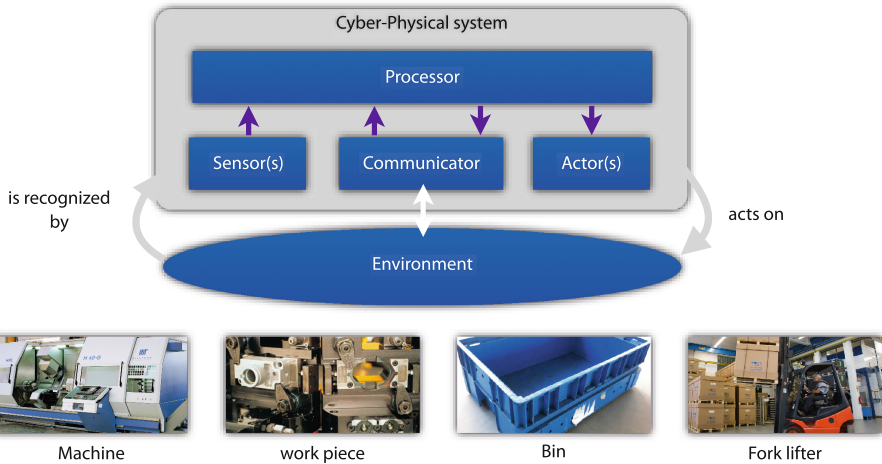 Cyber-Physical system
Processor
Sensor(s)
Communicator
Actor(s)
is recognized
by
acts on
Environment
Machine
work piece
Bin
Fork lifter